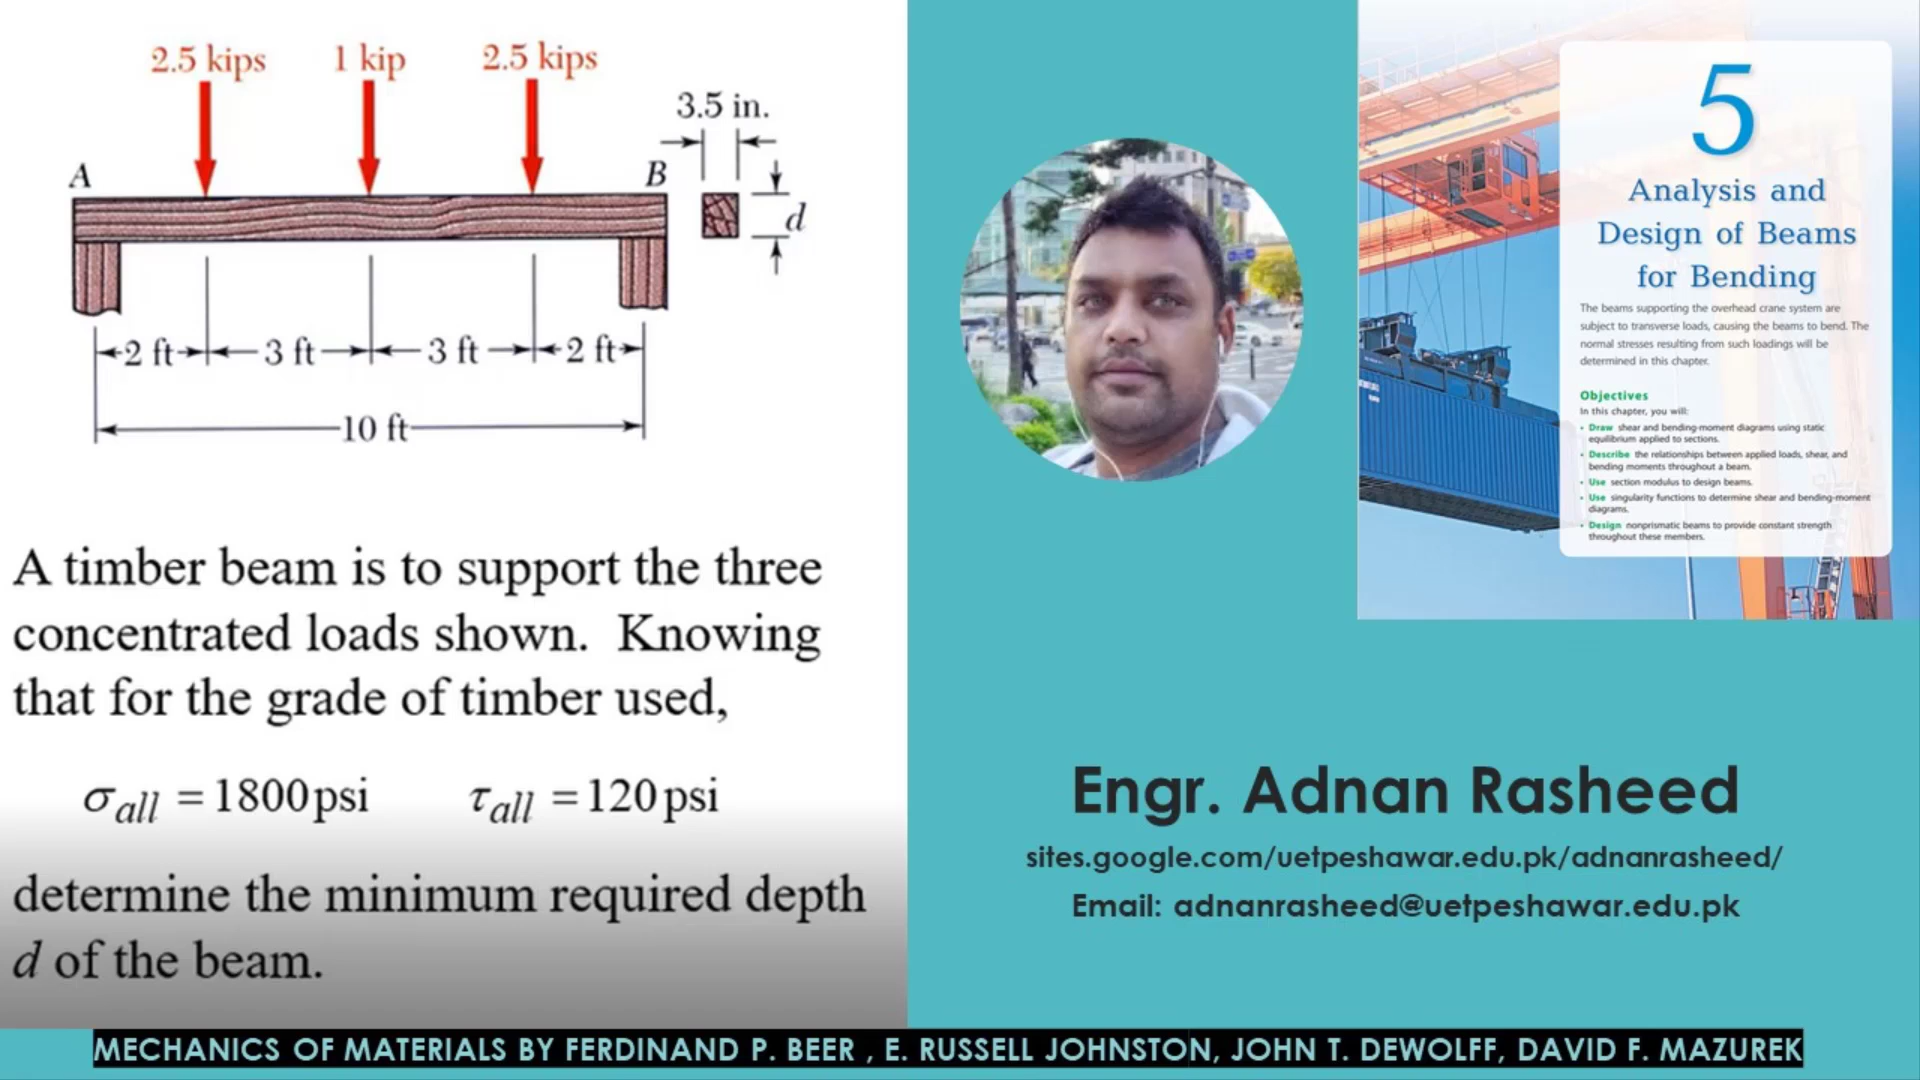 2.5 kips
1 kip
2.5 kips
3.5 in.
A
B
d
2 ft
3 ft
3 ft
2 ft
10 ft
A timber beam is to support the three
concentrated loads shown. Knowing
that for the grade of timber used,
σall = 1800psi τall = 120psi
determine the minimum required depth
d of the beam.
5
Analysis and
Design of Beams
for Bending
The beams supporting the overhead crane system are
subject to transverse loads, causing the beams to bend. The
normal stresses resulting from such loadings will be
determined in this chapter.
Objectives
In this chapter, you will:
• Draw shear and bending-moment diagrams using static
equilibrium applied to sections.
• Describe the relationships between applied loads, shear, and
bending moments throughout a beam.
• Use section modulus to design beams.
• Use singularity functions to determine shear and bending-moment
diagrams.
• Design nonprismatic beams to provide constant strength
throughout these members.
Engr. Adnan Rasheed
sites.google.com/uetpeshawar.edu.pk/adnanrasheed/
Email: adnanrasheed@uetpeshawar.edu.pk
MECHANICS OF MATERIALS BY FERDINAND P. BEER , E. RUSSELL JOHNSTON, JOHN T. DEWOLFF, DAVID F. MAZUREK